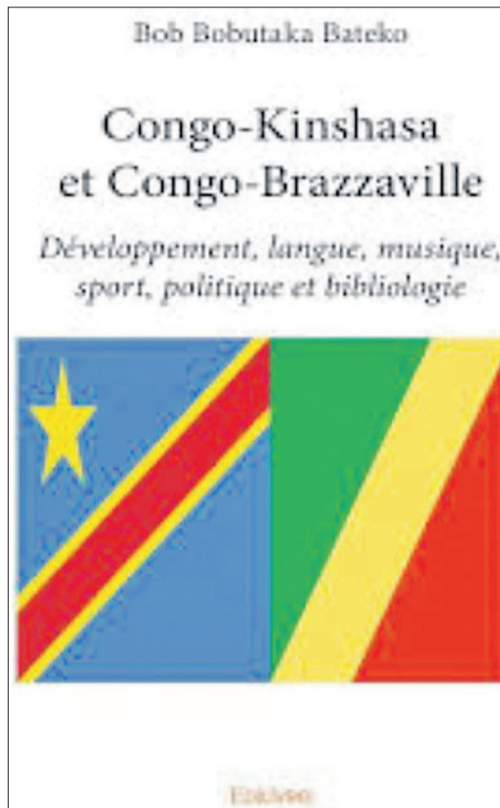 Bob Bobutaka Bateko
Congo-Kinshasa
et Congo-Brazzaville
Développement, langue, musique,
sport, politique et bibliologie